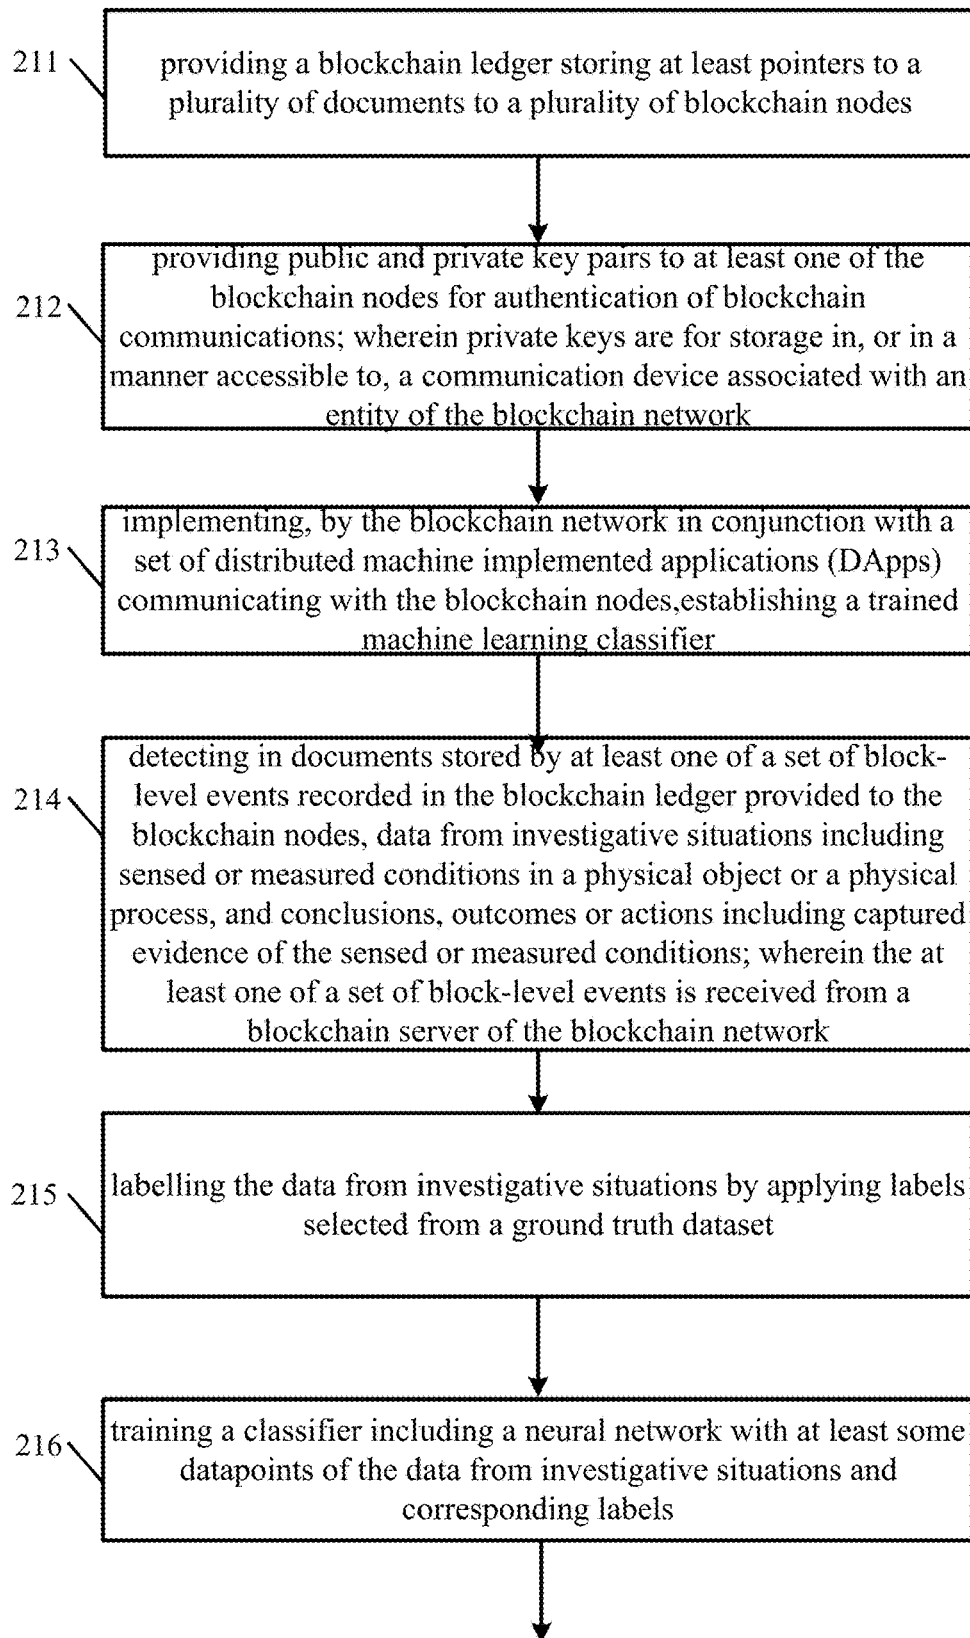 211
providing a blockchain ledger storing at least pointers to a
plurality of documents to a plurality of blockchain nodes
providing public and private key pairs to at least one of the
212
blockchain nodes for authentication of blockchain
communications; wherein private keys are for storage in, or in a
manner accessible to, a communication device associated with an
entity of the blockchain network
implementing, by the blockchain network in conjunction with a
213
set of distributed machine implemented applications (DApps)
communicating with the blockchain nodes,establishing a trained
machine learning classifier
detecting in documents stored by at least one of a set of block-
214
level events recorded in the blockchain ledger provided to the
blockchain nodes, data from investigative situations including
sensed or measured conditions in a physical object or a physical
process, and conclusions, outcomes or actions including captured
evidence of the sensed or measured conditions; wherein the at
least one of a set of block-level events is received from a
blockchain server of the blockchain network
215
labelling the data from investigative situations by applying labels
selected from a ground truth dataset
216
training a classifier including a neural network with at least some
datapoints of the data from investigative situations and
corresponding labels